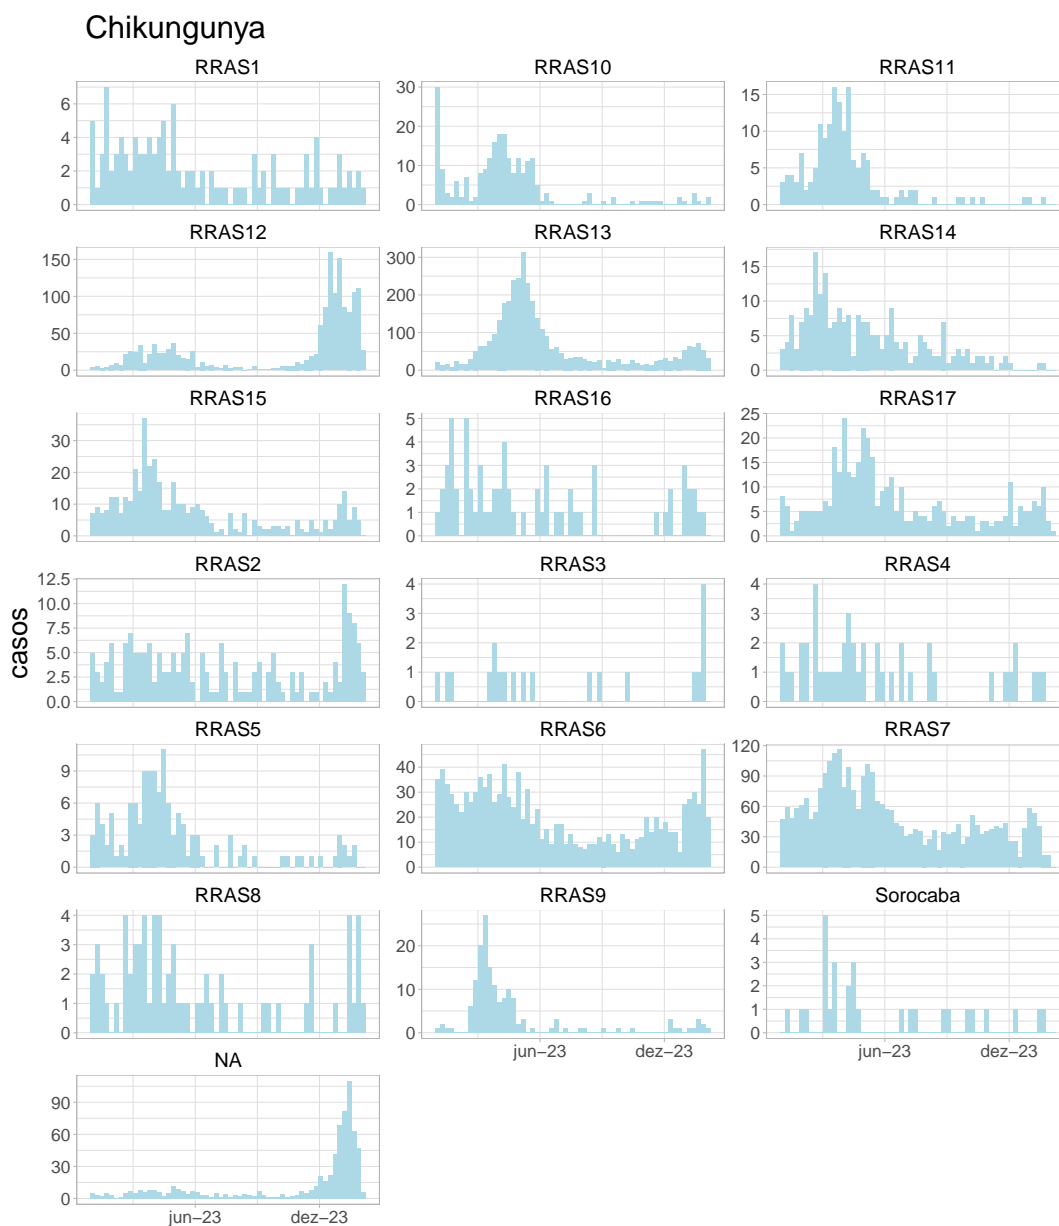 Chikungunya
RRAS1 RRAS10 RRAS11
6 4 2 0
30 20 10 0
15 10 5 0
RRAS12 RRAS13 RRAS14
150 100 50 0
300 200 100 0
15 10 5 0
RRAS15 RRAS16 RRAS17
30 20 10 0
5 4 3 2 1 0
25 20 15 10 5 0
RRAS2 RRAS3 RRAS4
casos
12.5 10.0 7.5 5.0 2.5 0.0
4 3 2 1 0
4 3 2 1 0
RRAS5 RRAS6 RRAS7
9 6 3 0
40 30 20 10 0
120 90 60 30 0
RRAS8 RRAS9 Sorocaba
4 3 2 1 0
20 10 0
5 4 3 2 1 0
jun–23 dez–23 jun–23 dez–23
NA
90 60 30 0
jun–23 dez–23